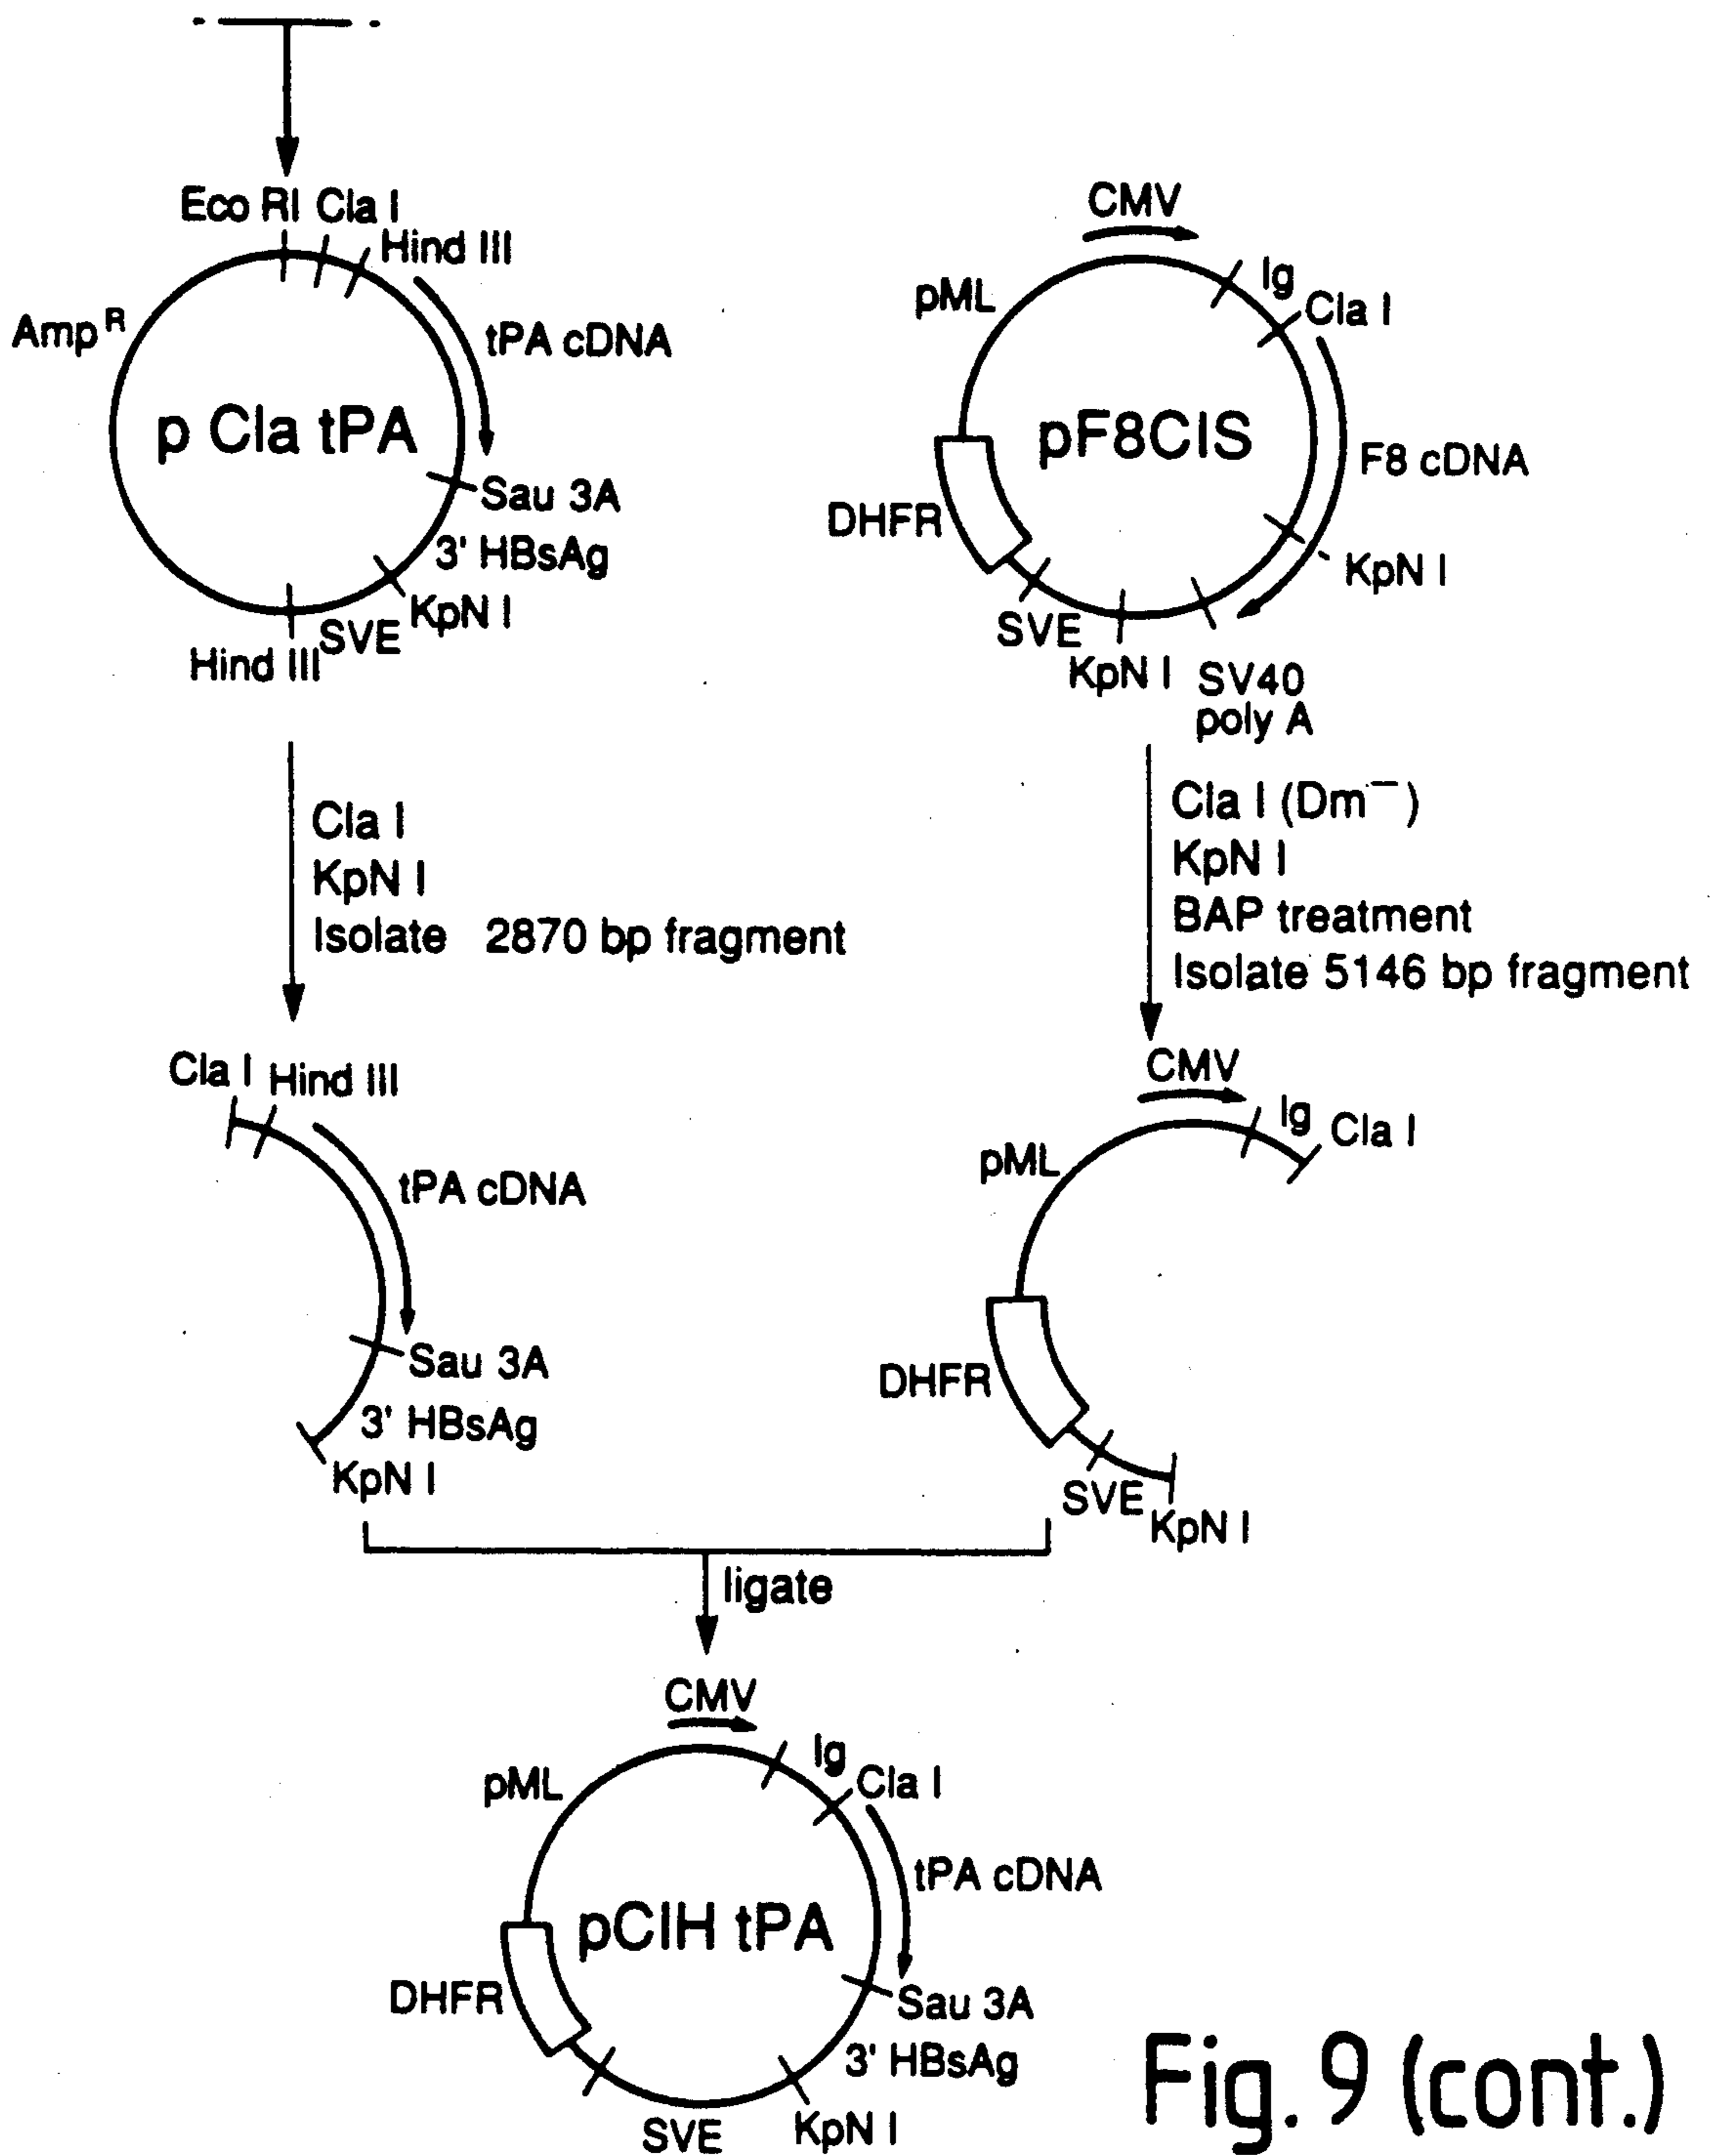 Eco RI Cla I
Hind III
Amp R
tPA cDNA
p Cla tPA
Sau 3A
3' HBsAg
KpN I
SVE
Hind III
CMV
pML
Ig
Cla I
pF8CIS
F8 cDNA
DHFR
KpN I
SVE
KpN I
SV40
poly A
Cla I
KpN I
Isolate 2870 bp fragment
Cla I (Dm⁻)
KpN I
BAP treatment
Isolate 5146 bp fragment
Cla I Hind III
tPA cDNA
Sau 3A
3' HBsAg
KpN I
CMV
Ig
Cla I
pML
DHFR
SVE
KpN I
ligate
CMV
pML
Ig
Cla I
tPA cDNA
pCIH tPA
DHFR
Sau 3A
3' HBsAg
KpN I
SVE
Fig. 9 (cont.)